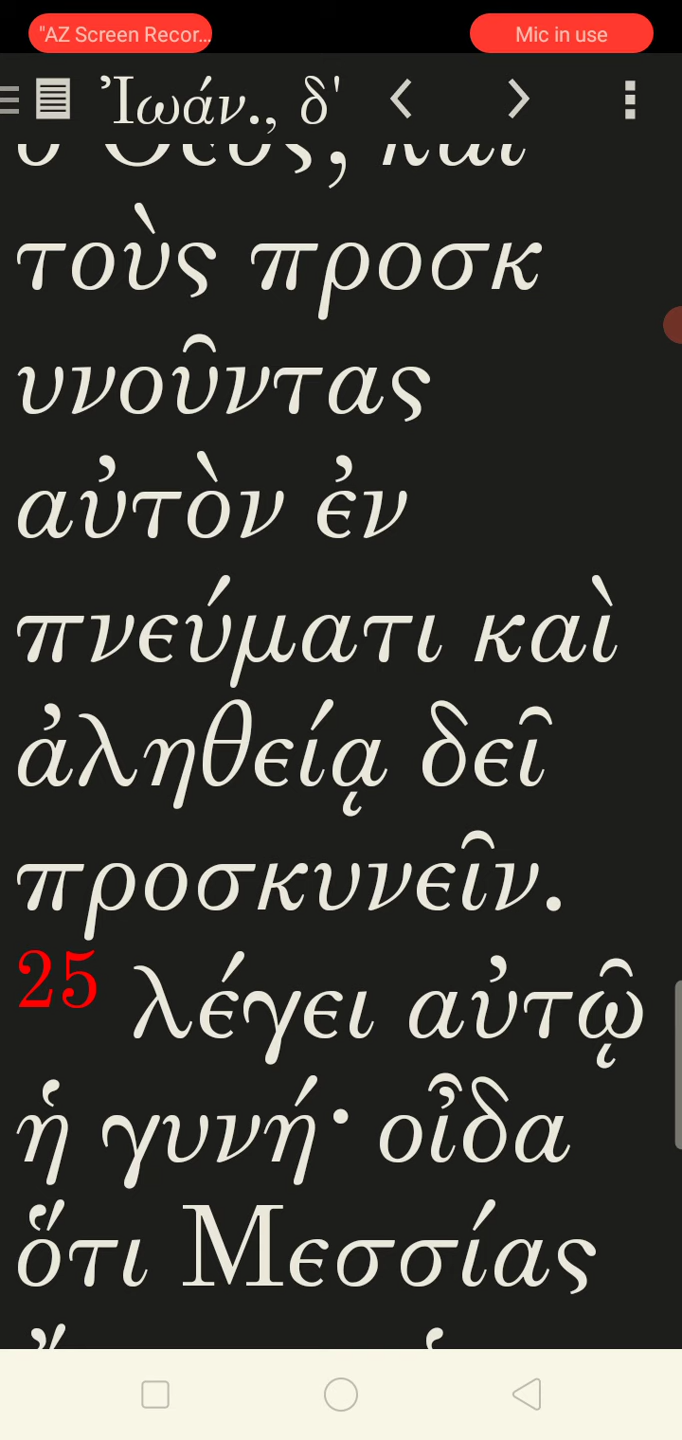 "AZ Screen Recor...
Mic in use
Ἰωάν., δ'
τοὺς προσκ
υνοῦντας
αὐτὸν ἐν
πνεύματι καὶ
ἀληθείᾳ δεῖ
προσκυνεῖν.
25 λέγει αὐτῷ
ἡ γυνή· οἶδα
ὅτι Μεσσίας